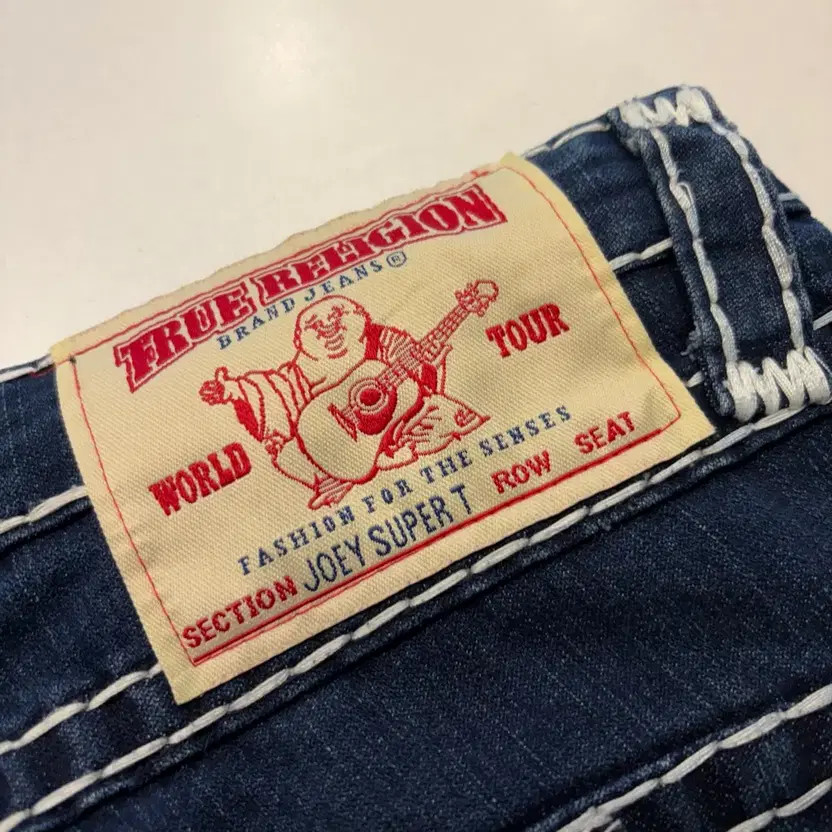 TRUE RELIGION
BRAND JEANS®
WORLD TOUR
FASHION FOR THE SENSES
SECTION JOEY SUPER T ROW SEAT